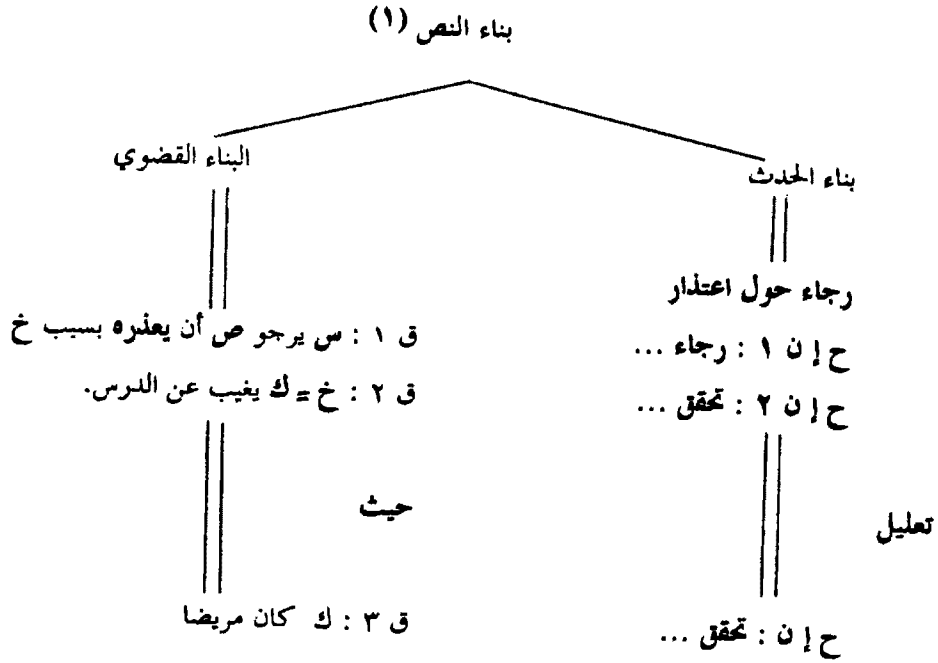 بناء النص (١)
بناء الحدث
البناء القضوي
رجاء حول اعتذار
ح إ ن ١ : رجاء ...
ح إ ن ٢ : تحقق ...
ق ١ : س يرجو ص أن يعذره بسبب خ
ق ٢ : خ = ك يغيب عن الدرس.
تعليل
حيث
ح إ ن : تحقق ...
ق ٣ : ك كان مريضا